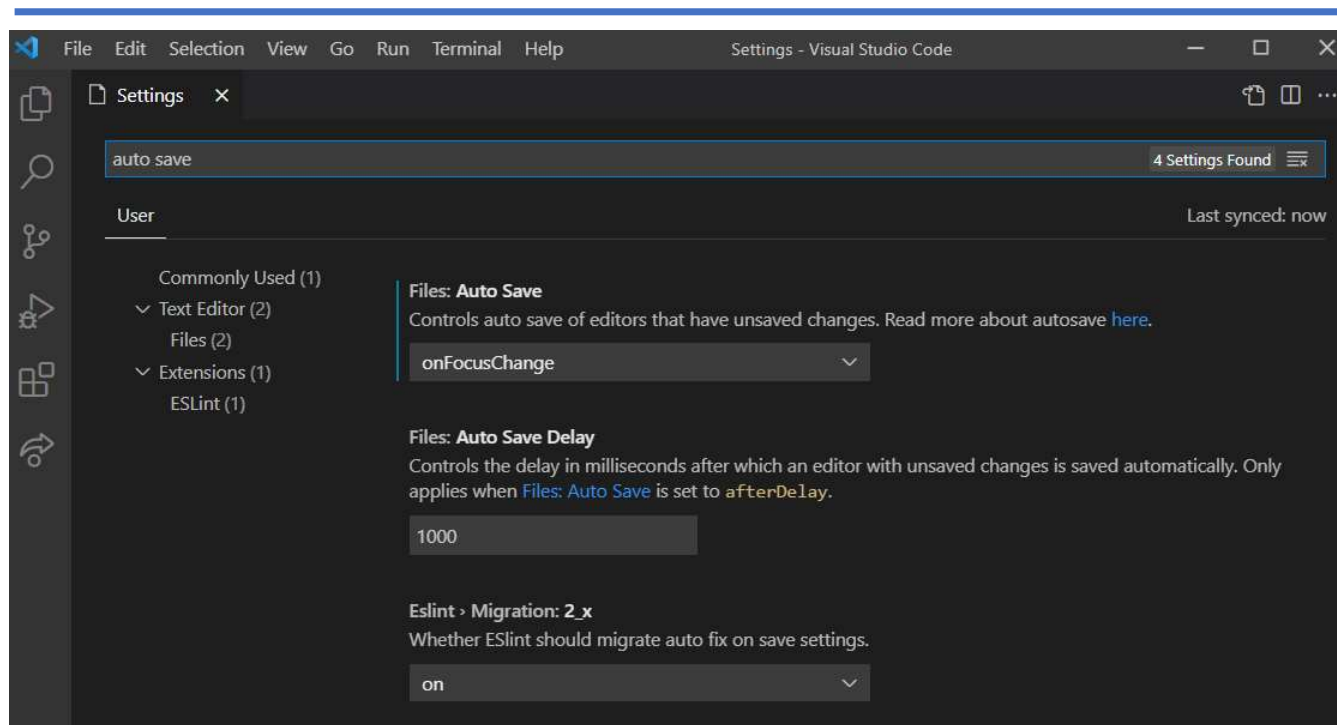 File Edit Selection View Go Run Terminal Help Settings - Visual Studio Code
Settings
auto save 4 Settings Found
User Last synced: now
Commonly Used (1)
Text Editor (2)
Files (2)
Extensions (1)
ESLint (1)
Files: Auto Save
Controls auto save of editors that have unsaved changes. Read more about autosave here.
onFocusChange
Files: Auto Save Delay
Controls the delay in milliseconds after which an editor with unsaved changes is saved automatically. Only
applies when Files: Auto Save is set to afterDelay.
1000
Eslint › Migration: 2_x
Whether ESlint should migrate auto fix on save settings.
on